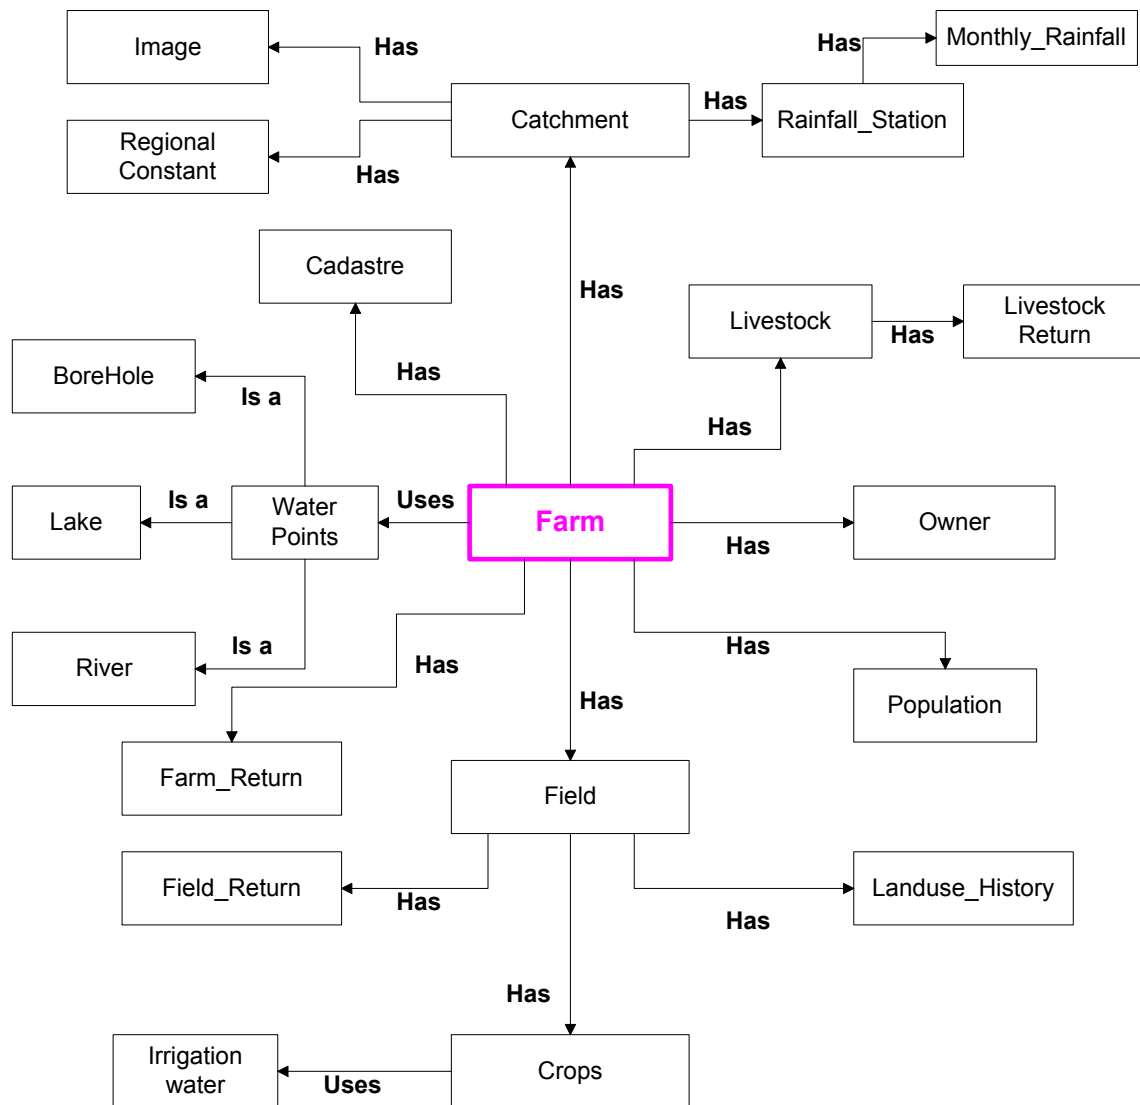 Image
Has
Has
Monthly_Rainfall
Catchment
Has
Rainfall_Station
Regional
Constant
Has
Cadastre
Has
Livestock
Has
Livestock
Return
BoreHole
Is a
Has
Has
Lake
Is a
Water
Points
Uses
Farm
Has
Owner
River
Is a
Has
Has
Has
Population
Farm_Return
Field
Field_Return
Has
Has
Landuse_History
Has
Irrigation
water
Uses
Crops